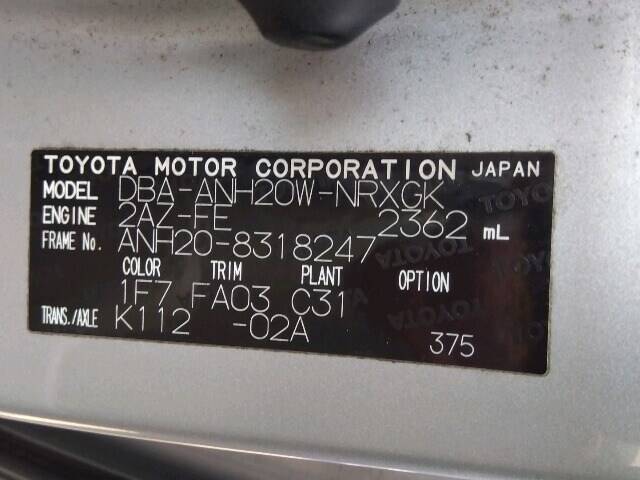 TOYOTA MOTOR CORPORATION JAPAN
MODEL DBA-ANH20W-NRXGK
ENGINE 2AZ-FE 2362 mL
FRAME No. ANH20-8318247
COLOR TRIM PLANT OPTION
1F7 FA03 C31
TRANS./AXLE K112 -02A
375